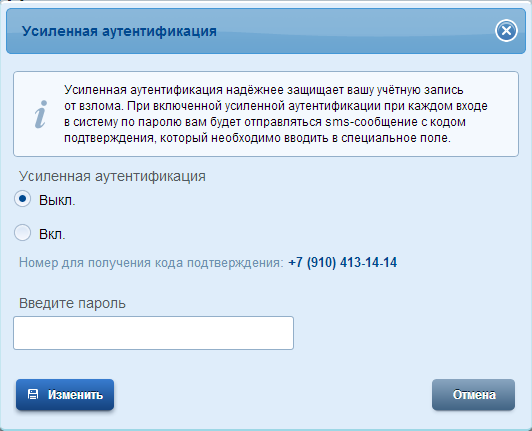 Усиленная аутентификация
Усиленная аутентификация надёжнее защищает вашу учётную запись
от взлома. При включенной усиленной аутентификации при каждом входе
в систему по паролю вам будет отправляться sms-сообщение с кодом
подтверждения, который необходимо вводить в специальное поле.
Усиленная аутентификация
Выкл.
Вкл.
Номер для получения кода подтверждения: +7 (910) 413-14-14
Введите пароль
Изменить
Отмена